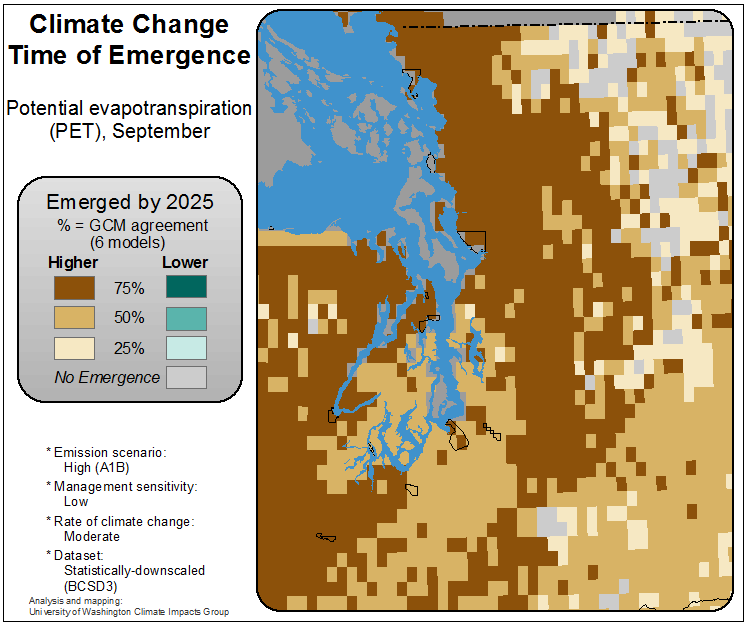 Climate Change
Time of Emergence
Potential evapotranspiration
(PET), September
Emerged by 2025
% = GCM agreement
(6 models)
Higher Lower
75%
50%
25%
No Emergence
* Emission scenario:
High (A1B)
* Management sensitivity:
Low
* Rate of climate change:
Moderate
* Dataset:
Statistically-downscaled
(BCSD3)
Analysis and mapping:
University of Washington Climate Impacts Group